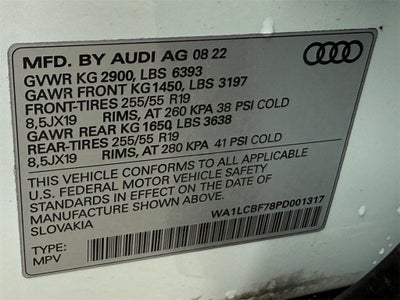 MFD. BY AUDI AG 08 22
GVWR KG 2900, LBS 6393
GAWR FRONT KG1450, LBS 3197
FRONT-TIRES 255/55 R19
8,5JX19 RIMS, AT 260 KPA 38 PSI COLD
GAWR REAR KG 1650 LBS 3638
REAR-TIRES 255/55 R19
8,5JX19 RIMS, AT 280 KPA 41 PSI COLD
THIS VEHICLE CONFORMS TO ALL APPLICABLE
U.S. FEDERAL MOTOR VEHICLE SAFETY
STANDARDS IN EFFECT ON THE DATE OF
MANUFACTURE SHOWN ABOVE.
SLOVAKIA WA1LCBF78PD001317
TYPE:
MPV